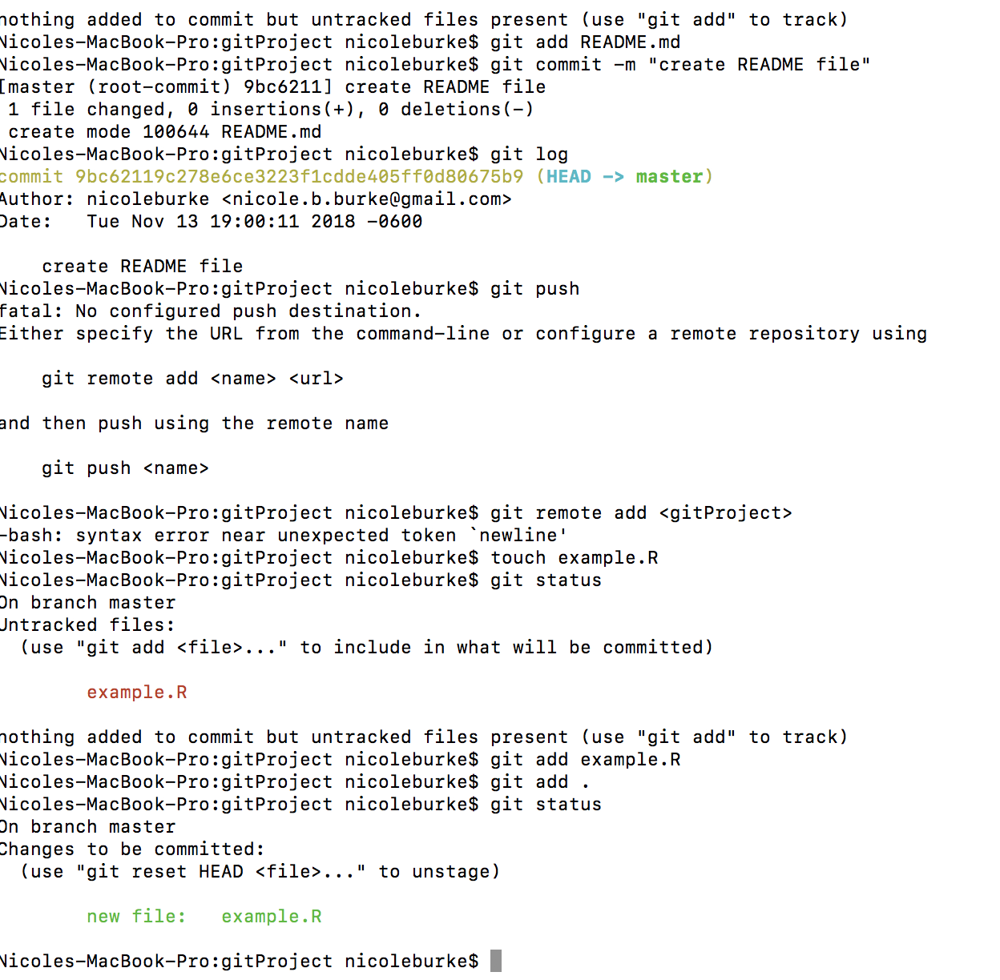 nothing added to commit but untracked files present (use "git add" to track)
Nicoles-MacBook-Pro:gitProject nicoleburke$ git add README.md
Nicoles-MacBook-Pro:gitProject nicoleburke$ git commit -m "create README file"
[master (root-commit) 9bc6211] create README file
 1 file changed, 0 insertions(+), 0 deletions(-)
 create mode 100644 README.md
Nicoles-MacBook-Pro:gitProject nicoleburke$ git log
commit 9bc62119c278e6ce3223f1cdde405ff0d80675b9 (HEAD -> master)
Author: nicoleburke <nicole.b.burke@gmail.com>
Date:   Tue Nov 13 19:00:11 2018 -0600

    create README file
Nicoles-MacBook-Pro:gitProject nicoleburke$ git push
fatal: No configured push destination.
Either specify the URL from the command-line or configure a remote repository using

    git remote add <name> <url>

and then push using the remote name

    git push <name>

Nicoles-MacBook-Pro:gitProject nicoleburke$ git remote add <gitProject>
-bash: syntax error near unexpected token `newline'
Nicoles-MacBook-Pro:gitProject nicoleburke$ touch example.R
Nicoles-MacBook-Pro:gitProject nicoleburke$ git status
On branch master
Untracked files:
  (use "git add <file>..." to include in what will be committed)

        example.R

nothing added to commit but untracked files present (use "git add" to track)
Nicoles-MacBook-Pro:gitProject nicoleburke$ git add example.R
Nicoles-MacBook-Pro:gitProject nicoleburke$ git add .
Nicoles-MacBook-Pro:gitProject nicoleburke$ git status
On branch master
Changes to be committed:
  (use "git reset HEAD <file>..." to unstage)

        new file:   example.R

Nicoles-MacBook-Pro:gitProject nicoleburke$